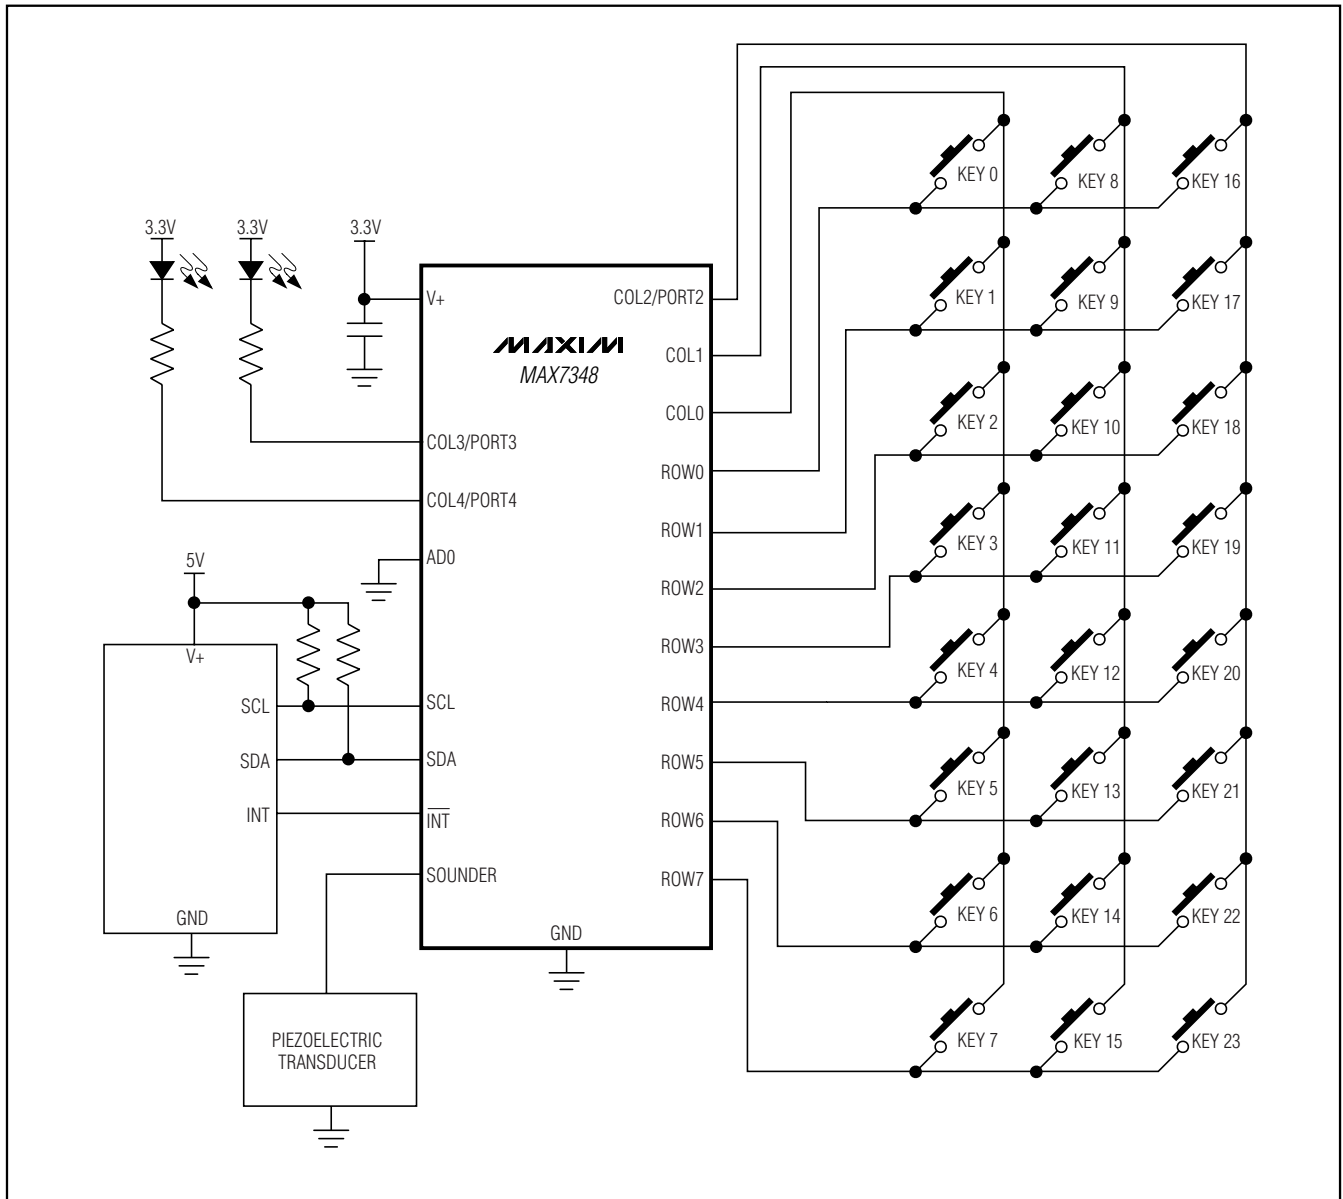 KEY 0 KEY 8 KEY 16
3.3V 3.3V 3.3V
V+
COL2/PORT2
KEY 1 KEY 9 KEY 17
MAXIM
MAX7348
COL1
COL0
KEY 2 KEY 10 KEY 18
COL3/PORT3
ROW0
COL4/PORT4
ROW1
KEY 3 KEY 11 KEY 19
5V
AD0
ROW2
V+
ROW3
KEY 4 KEY 12 KEY 20
SCL SCL
ROW4
SDA SDA
ROW5
KEY 5 KEY 13 KEY 21
INT INT
ROW6
SOUNDER
ROW7
GND
GND
KEY 6 KEY 14 KEY 22
PIEZOELECTRIC
TRANSDUCER
KEY 7 KEY 15 KEY 23